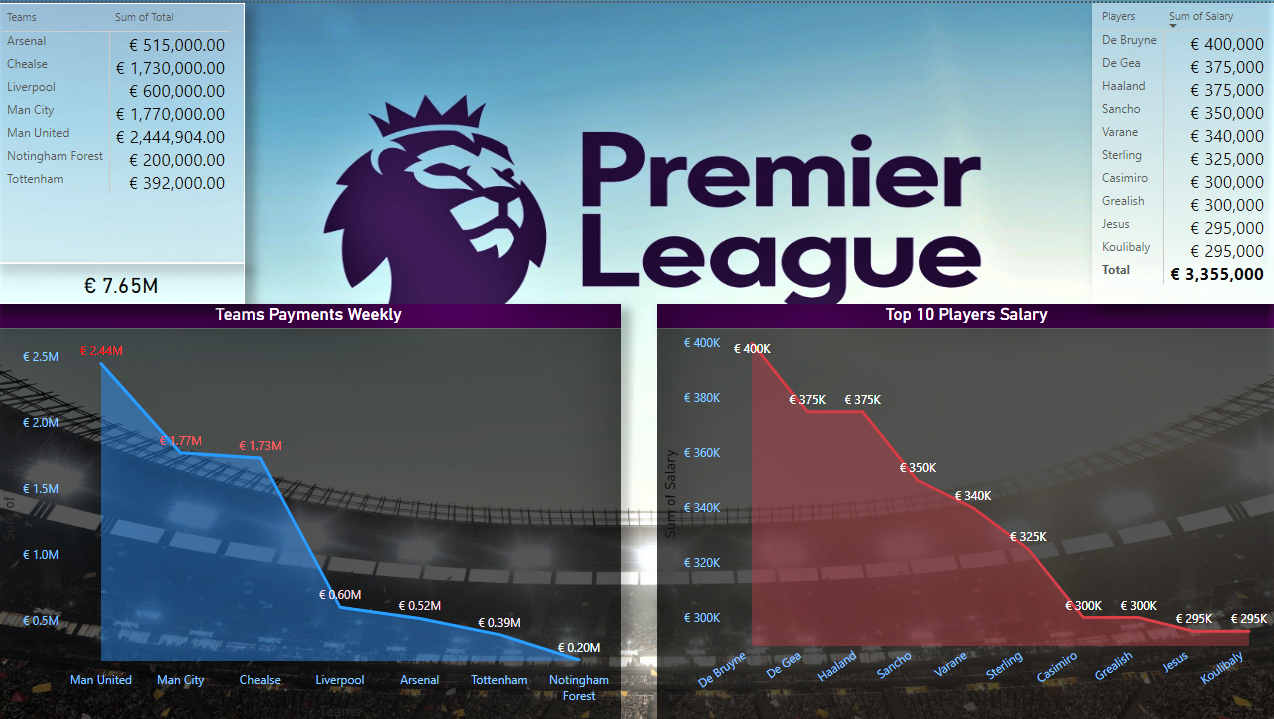 Teams Sum of Total
Arsenal € 515,000.00
Chealse € 1,730,000.00
Liverpool € 600,000.00
Man City € 1,770,000.00
Man United € 2,444,904.00
Notingham Forest € 200,000.00
Tottenham € 392,000.00
€ 7.65M
Premier
League
Players Sum of Salary
De Bruyne € 400,000
De Gea € 375,000
Haaland € 375,000
Sancho € 350,000
Varane € 340,000
Sterling € 325,000
Casimiro € 300,000
Grealish € 300,000
Jesus € 295,000
Koulibaly € 295,000
Total € 3,355,000
Teams Payments Weekly
€ 2.5M
€ 2.0M
€ 1.5M
€ 1.0M
€ 0.5M
Sum of
€ 2.44M
€ 1.77M
€ 1.73M
€ 0.60M
€ 0.52M
€ 0.39M
€ 0.20M
Man United Man City Chealse Liverpool Arsenal Tottenham Notingham
Forest
Teams
Top 10 Players Salary
€ 400K
€ 380K
€ 360K
€ 340K
€ 320K
€ 300K
Sum of Salary
€ 400K
€ 375K € 375K
€ 350K
€ 340K
€ 325K
€ 300K € 300K
€ 295K € 295K
De Bruyne De Gea Haaland Sancho Varane Sterling Casimiro Grealish Jesus Koulibaly